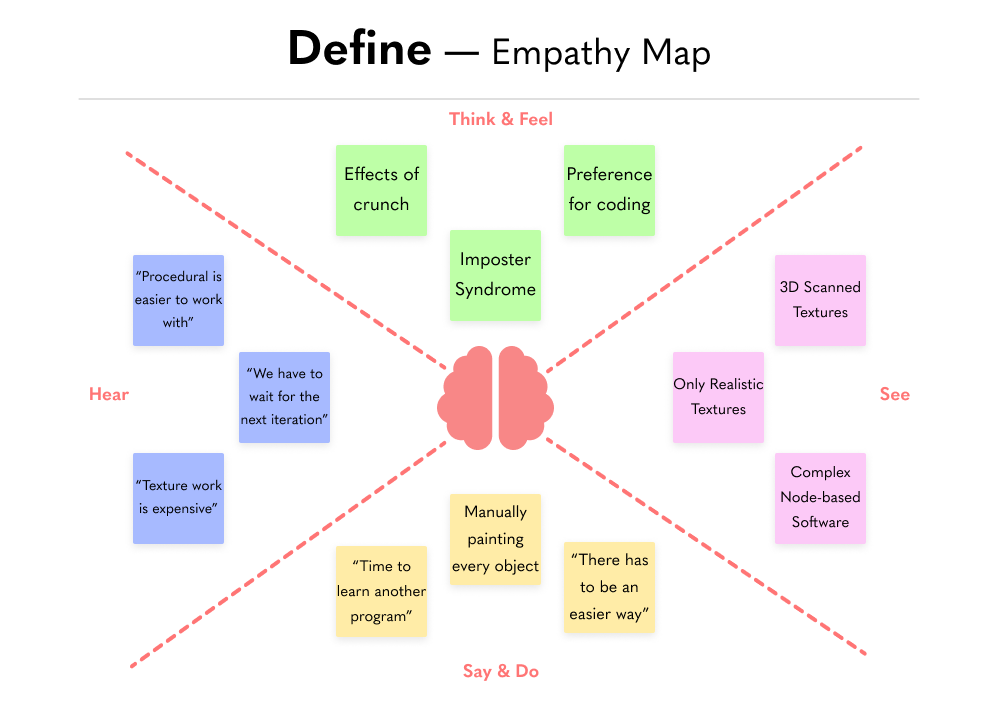 Define — Empathy Map
Think & Feel
Effects of
crunch
Preference
for coding
Imposter
Syndrome
Hear
“Procedural is
easier to work
with”
“We have to
wait for the
next iteration”
“Texture work
is expensive”
See
3D Scanned
Textures
Only Realistic
Textures
Complex
Node-based
Software
“Time to
learn another
program”
Manually
painting
every object
“There has
to be an
easier way”
Say & Do